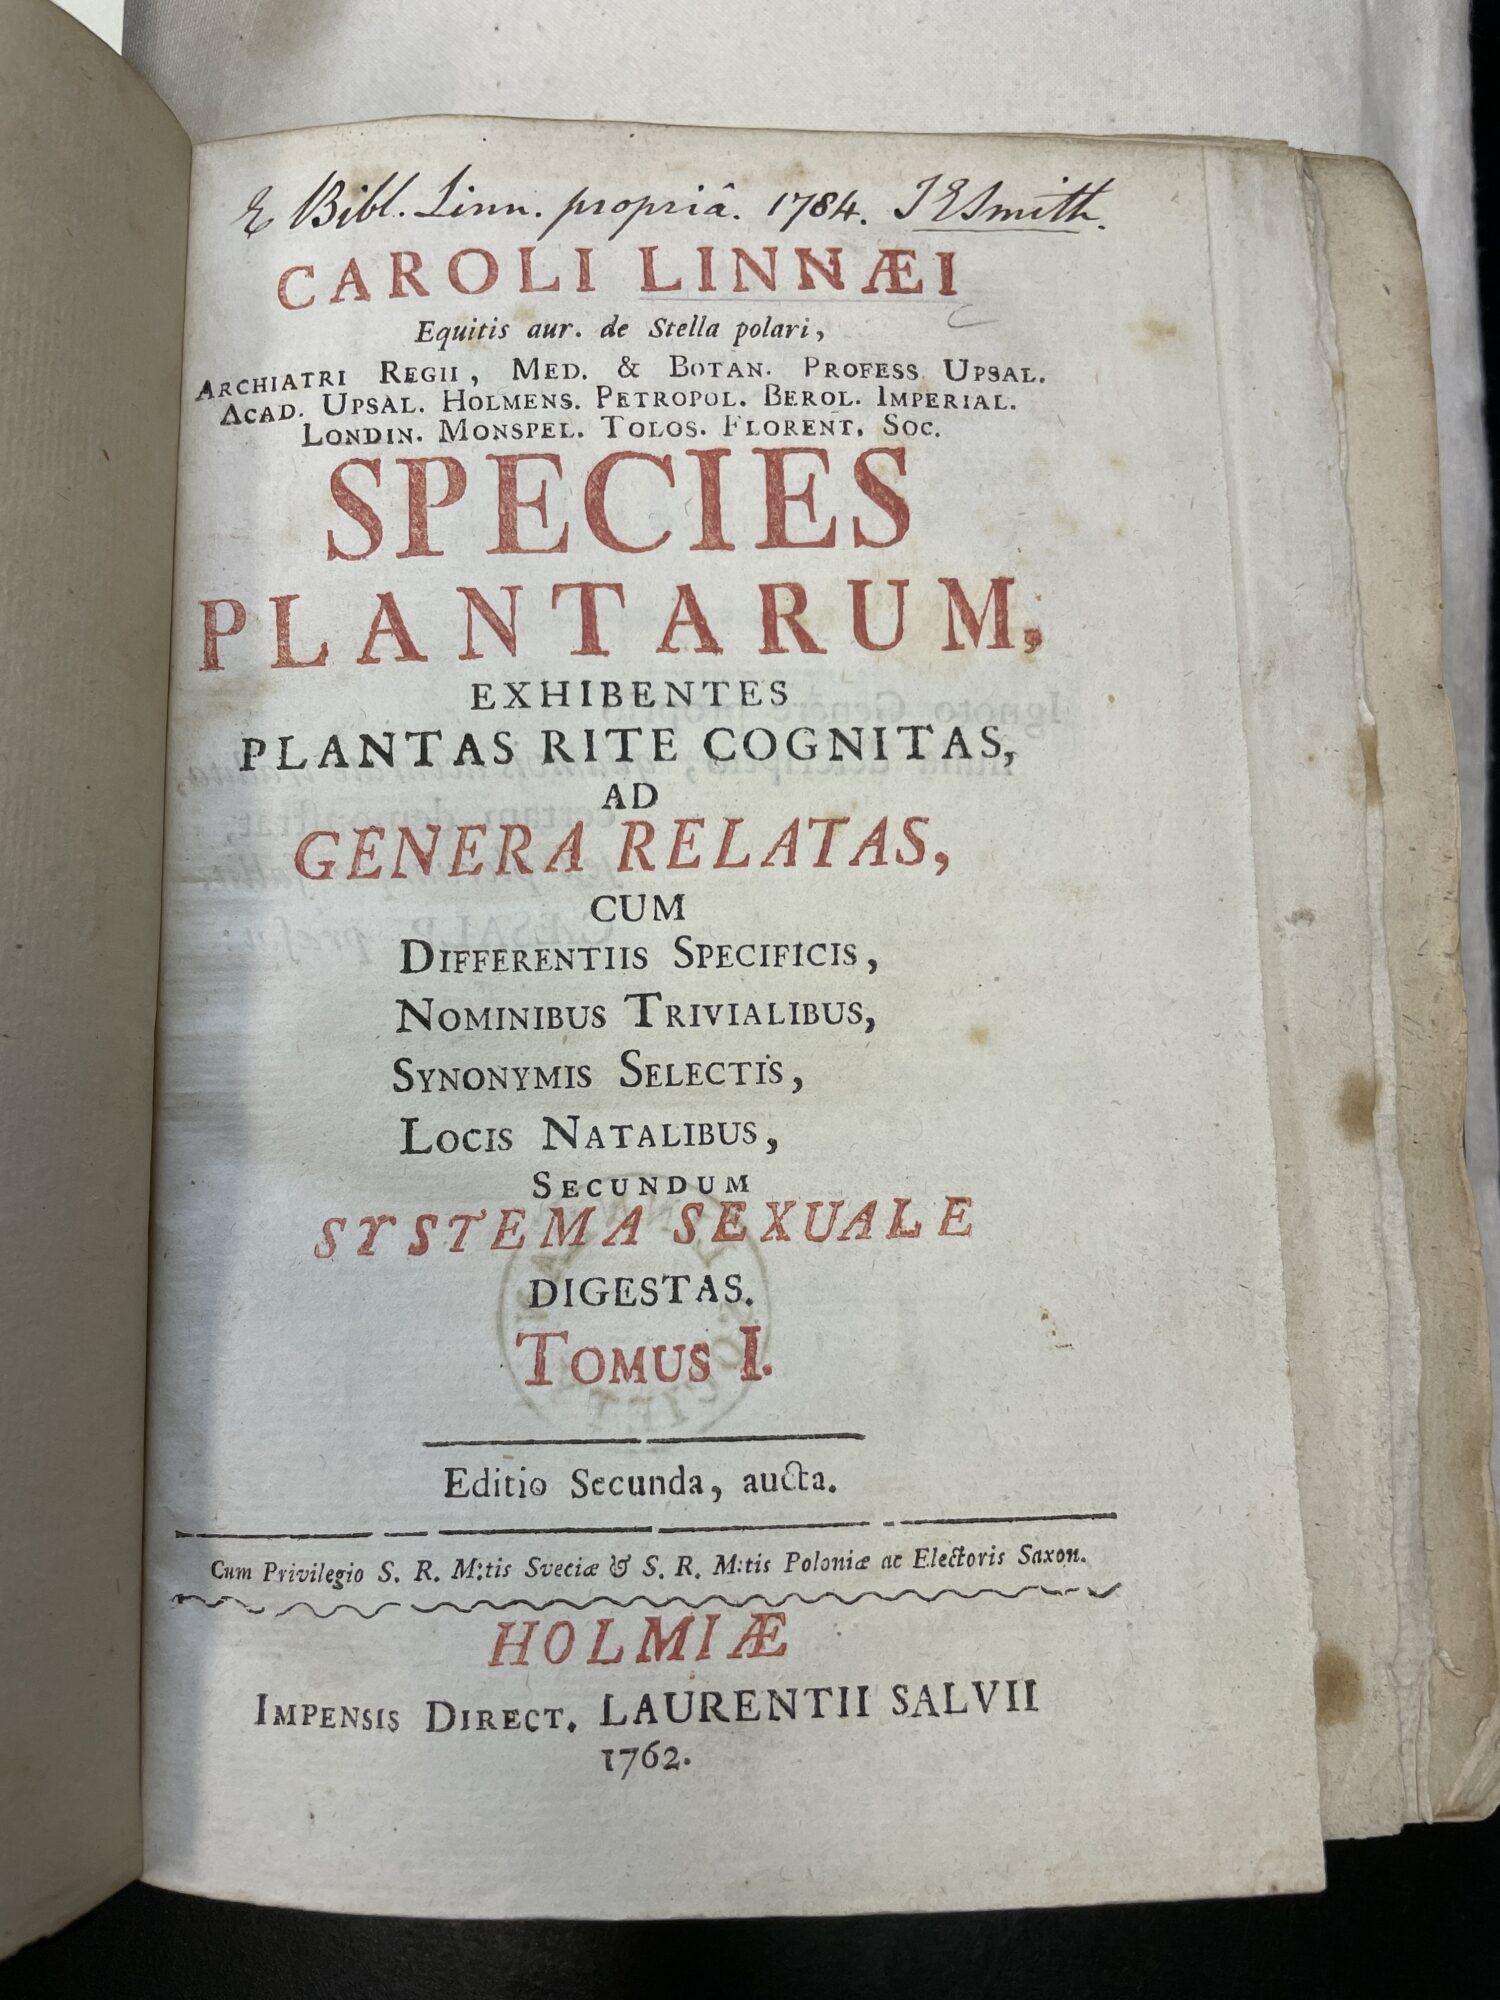 E Bibl. Linn. propriâ. 1784. JESmith.
CAROLI LINNÆI
Equitis aur. de Stella polari,
ARCHIATRI REGII, MED. & BOTAN. PROFESS UPSAL.
ACAD. UPSAL. HOLMENS. PETROPOL. BEROL. IMPERIAL.
LONDIN. MONSPEL. TOLOS. FLORENT. SOC.
SPECIES
PLANTARUM,
EXHIBENTES
PLANTAS RITE COGNITAS,
AD
GENERA RELATAS,
CUM
DIFFERENTIIS SPECIFICIS,
NOMINIBUS TRIVIALIBUS,
SYNONYMIS SELECTIS,
LOCIS NATALIBUS,
SECUNDUM
SYSTEMA SEXUALE
DIGESTAS.
TOMUS I.
Editio Secunda, aucta.
Cum Privilegio S. R. M:tis Sveciæ & S. R. M:tis Poloniæ ac Electoris Saxon.
HOLMIÆ
IMPENSIS DIRECT. LAURENTII SALVII
1762.